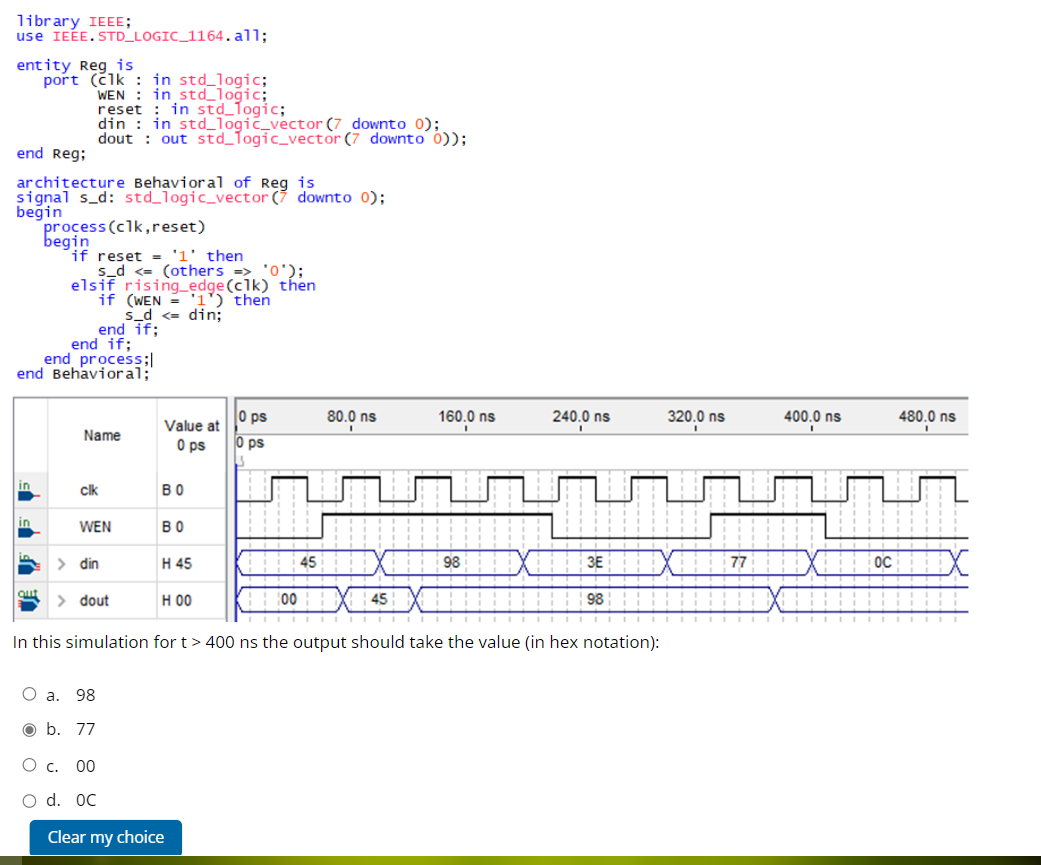 library IEEE;
use IEEE.STD_LOGIC_1164.all;
entity Reg is
port (clk : in std_logic;
WEN : in std_logic;
reset : in std_logic;
din : in std_logic_vector(7 downto 0);
dout : out std_logic_vector(7 downto 0));
end Reg;
architecture Behavioral of Reg is
signal s_d: std_logic_vector(7 downto 0);
begin
process(clk,reset)
begin
if reset = '1' then
s_d <= (others => '0');
elsif rising_edge(clk) then
if (WEN = '1') then
s_d <= din;
end if;
end if;
end process;
end Behavioral;
Name Value at 0 ps
0 ps 80.0 ns 160.0 ns 240.0 ns 320.0 ns 400.0 ns 480.0 ns
0 ps
in clk B 0
in WEN B 0
in > din H 45 45 98 3E 77 0C
out > dout H 00 00 45 98
In this simulation for t > 400 ns the output should take the value (in hex notation):
a. 98
b. 77
c. 00
d. 0C
Clear my choice